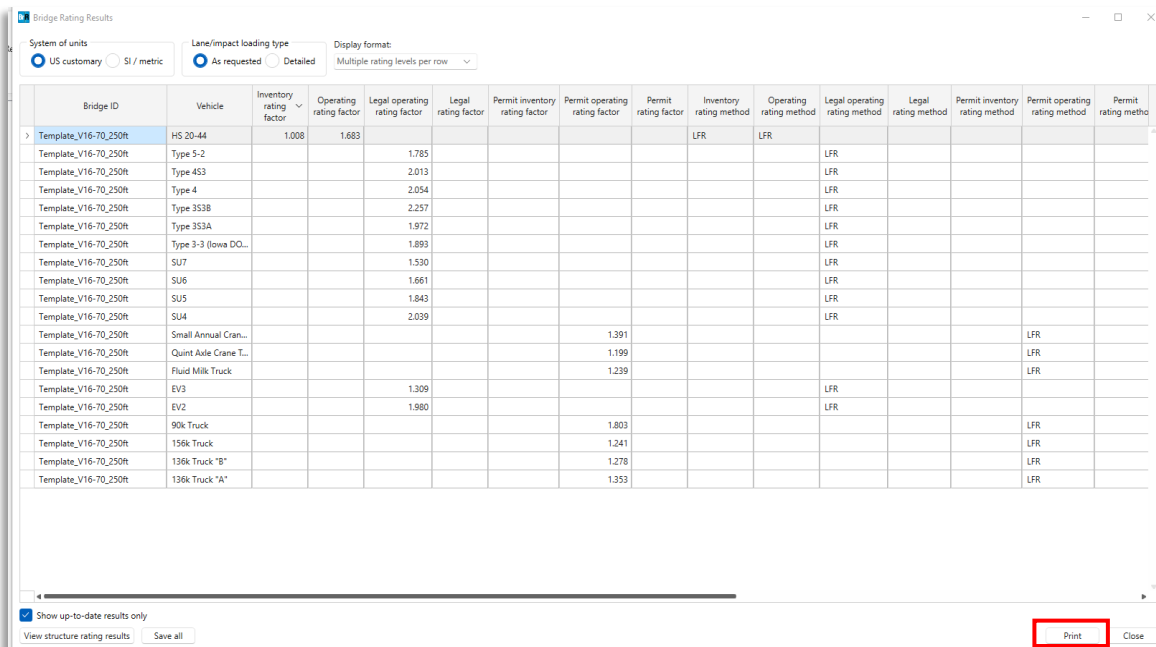 Bridge Rating Results
System of units
Lane/impact loading type
Display format:
US customary SI / metric
As requested Detailed
Multiple rating levels per row
Bridge ID Vehicle Inventory rating factor Operating rating factor Legal operating rating factor Legal rating factor Permit inventory rating factor Permit operating rating factor Permit rating factor Inventory rating method Operating rating method Legal operating rating method Legal rating method Permit inventory rating method Permit operating rating method Permit rating metho
Template_V16-70_250ft HS 20-44 1.008 1.683 LFR LFR
Template_V16-70_250ft Type 5-2 1.785 LFR
Template_V16-70_250ft Type 4S3 2.013 LFR
Template_V16-70_250ft Type 4 2.054 LFR
Template_V16-70_250ft Type 3S3B 2.257 LFR
Template_V16-70_250ft Type 3S3A 1.972 LFR
Template_V16-70_250ft Type 3-3 (Iowa DO... 1.893 LFR
Template_V16-70_250ft SU7 1.530 LFR
Template_V16-70_250ft SU6 1.661 LFR
Template_V16-70_250ft SU5 1.843 LFR
Template_V16-70_250ft SU4 2.039 LFR
Template_V16-70_250ft Small Annual Cran... 1.391 LFR
Template_V16-70_250ft Quint Axle Crane T... 1.199 LFR
Template_V16-70_250ft Fluid Milk Truck 1.239 LFR
Template_V16-70_250ft EV3 1.309 LFR
Template_V16-70_250ft EV2 1.980 LFR
Template_V16-70_250ft 90k Truck 1.803 LFR
Template_V16-70_250ft 156k Truck 1.241 LFR
Template_V16-70_250ft 136k Truck "B" 1.278 LFR
Template_V16-70_250ft 136k Truck "A" 1.353 LFR
Show up-to-date results only
View structure rating results Save all Print Close